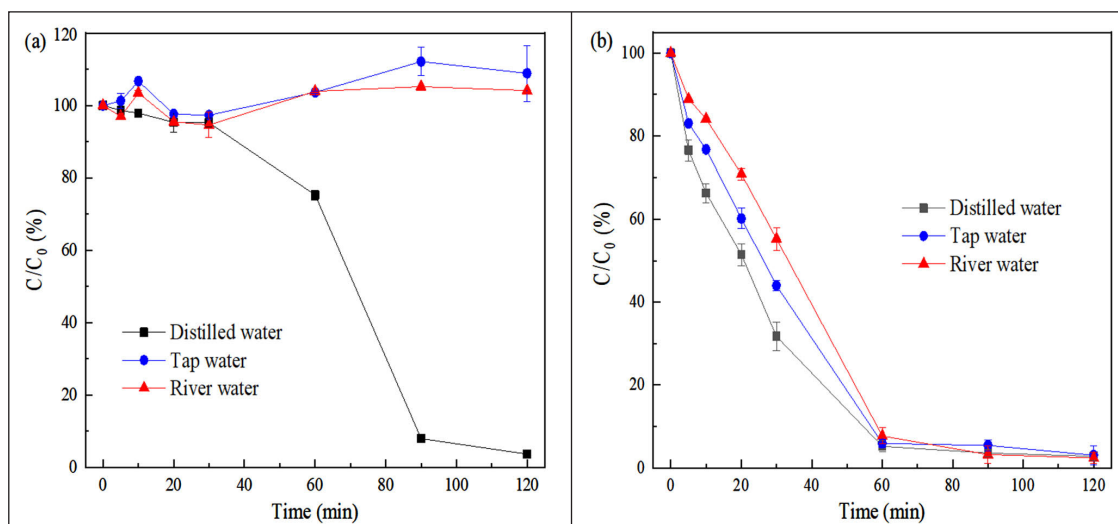 (a)
120
100
80
60
40
20
0
C/C0 (%)
Distilled water
Tap water
River water
0 20 40 60 80 100 120
Time (min)
(b)
100
80
60
40
20
0
C/C0 (%)
Distilled water
Tap water
River water
0 20 40 60 80 100 120
Time (min)